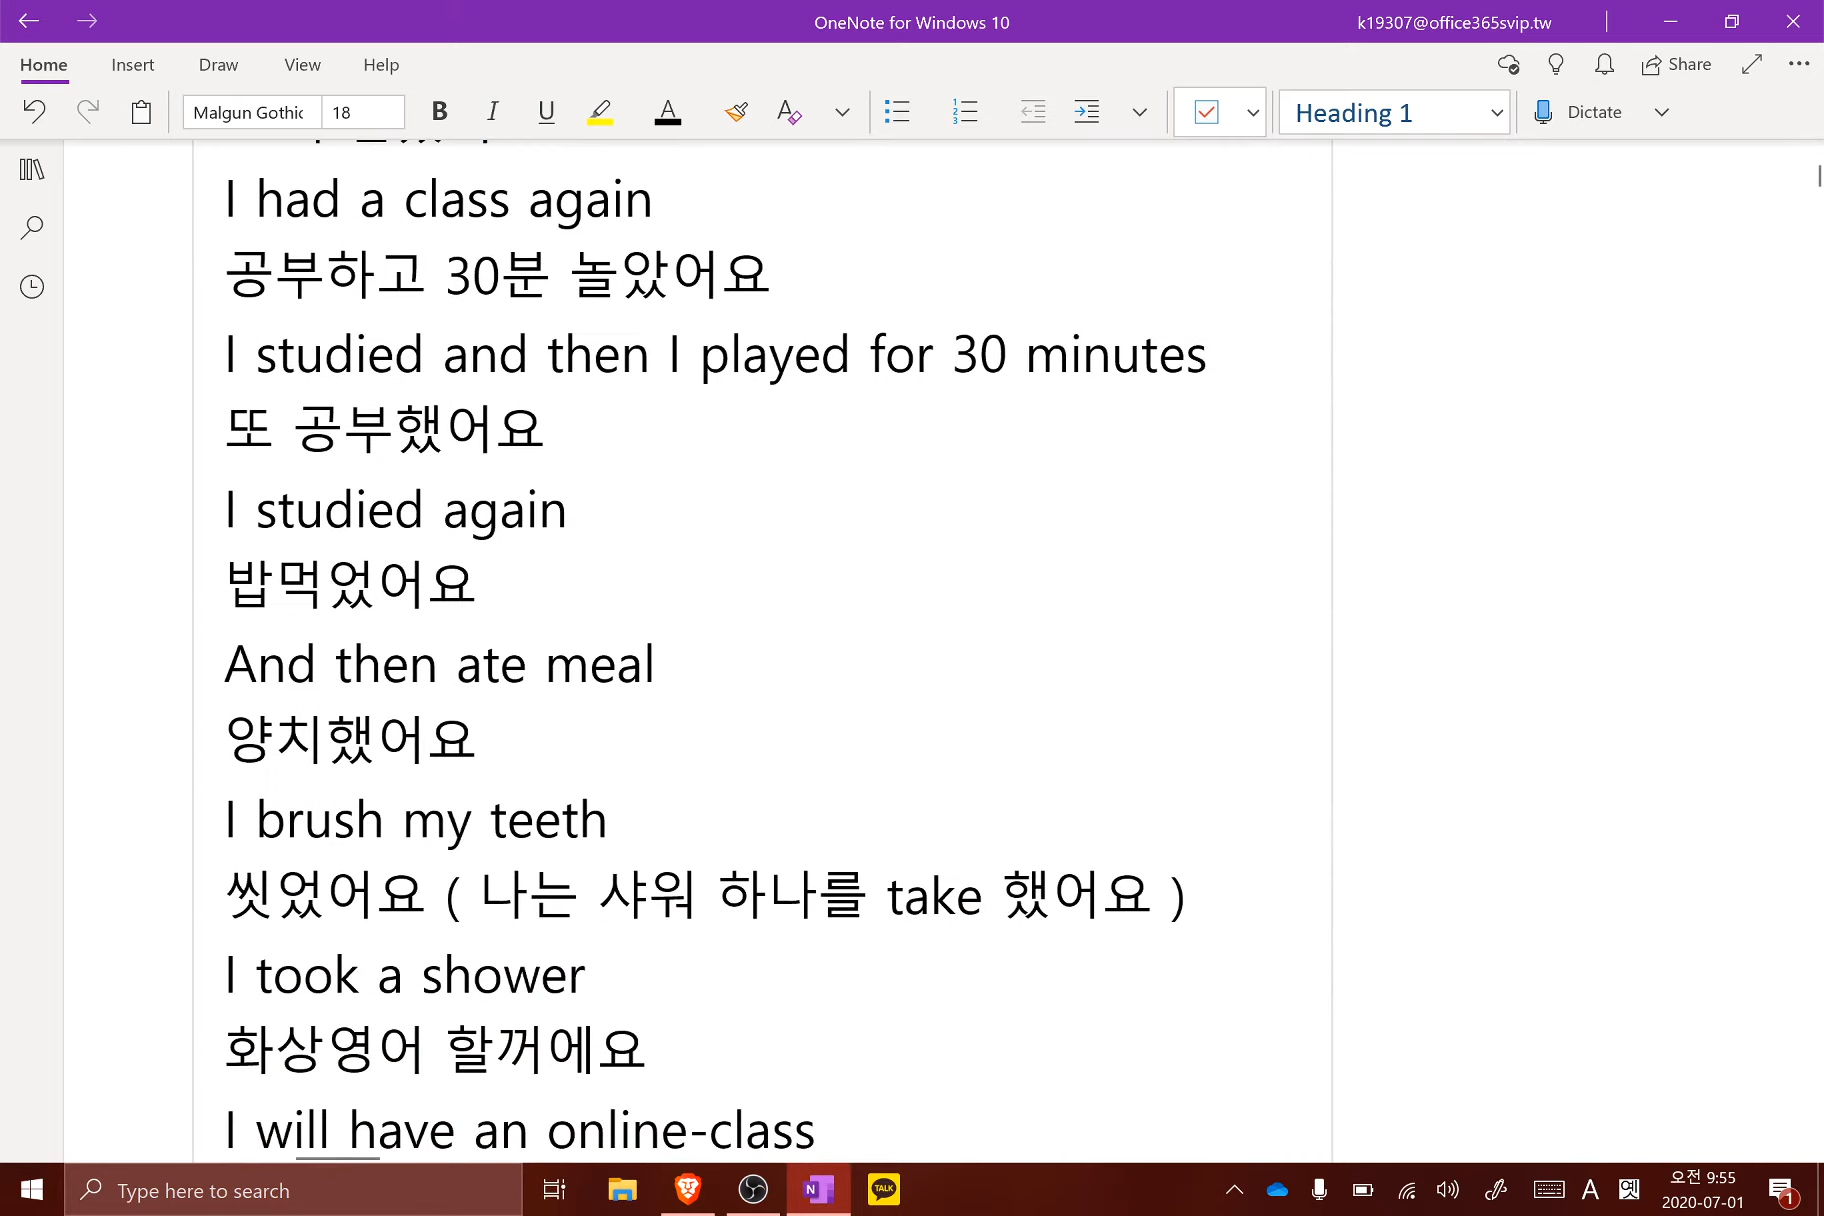 OneNote for Windows 10
k19307@office365svip.tw
Home Insert Draw View Help
Share
Malgun Gothic 18
B I U A A
Heading 1
Dictate
I had a class again
공부하고 30분 놀았어요
I studied and then I played for 30 minutes
또 공부했어요
I studied again
밥먹었어요
And then ate meal
양치했어요
I brush my teeth
씻었어요 ( 나는 샤워 하나를 take 했어요 )
I took a shower
화상영어 할꺼에요
I will have an online-class
Type here to search
N
TALK
A
오전 9:55
2020-07-01
1